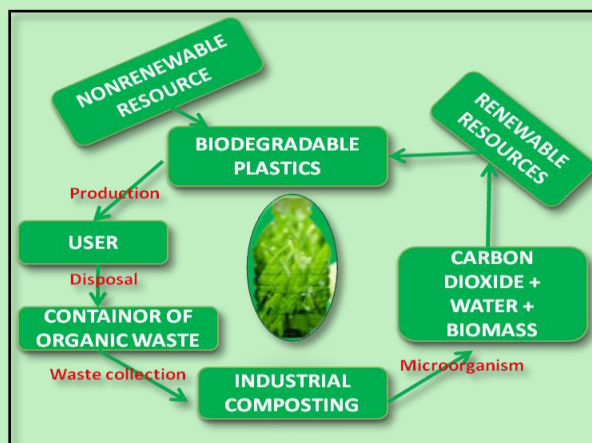 NONRENEWABLE
RESOURCE
RENEWABLE
RESOURCES
BIODEGRADABLE
PLASTICS
Production
USER
Disposal
CONTAINOR OF
ORGANIC WASTE
Waste collection
INDUSTRIAL
COMPOSTING
Microorganism
CARBON
DIOXIDE +
WATER +
BIOMASS